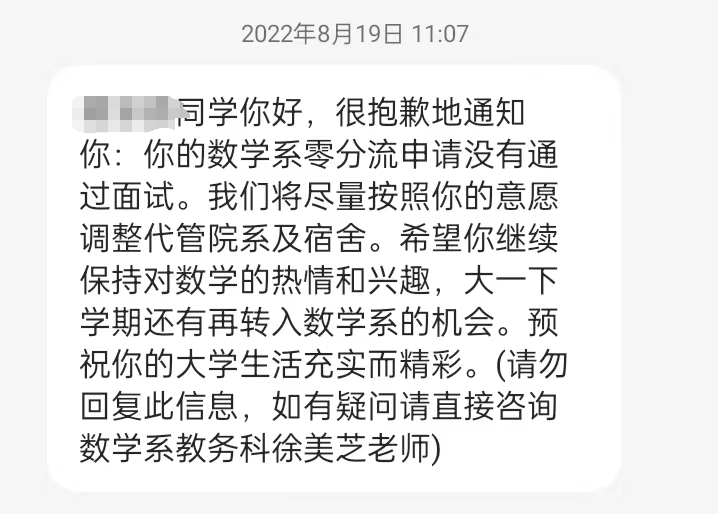 2022年8月19日 11:07
同学你好，很抱歉地通知
你：你的数学系零分流申请没有通
过面试。我们将尽量按照你的意愿
调整代管院系及宿舍。希望你继续
保持对数学的热情和兴趣，大一下
学期还有再转入数学系的机会。预
祝你的大学生活充实而精彩。(请勿
回复此信息，如有疑问请直接咨询
数学系教务科徐美芝老师)